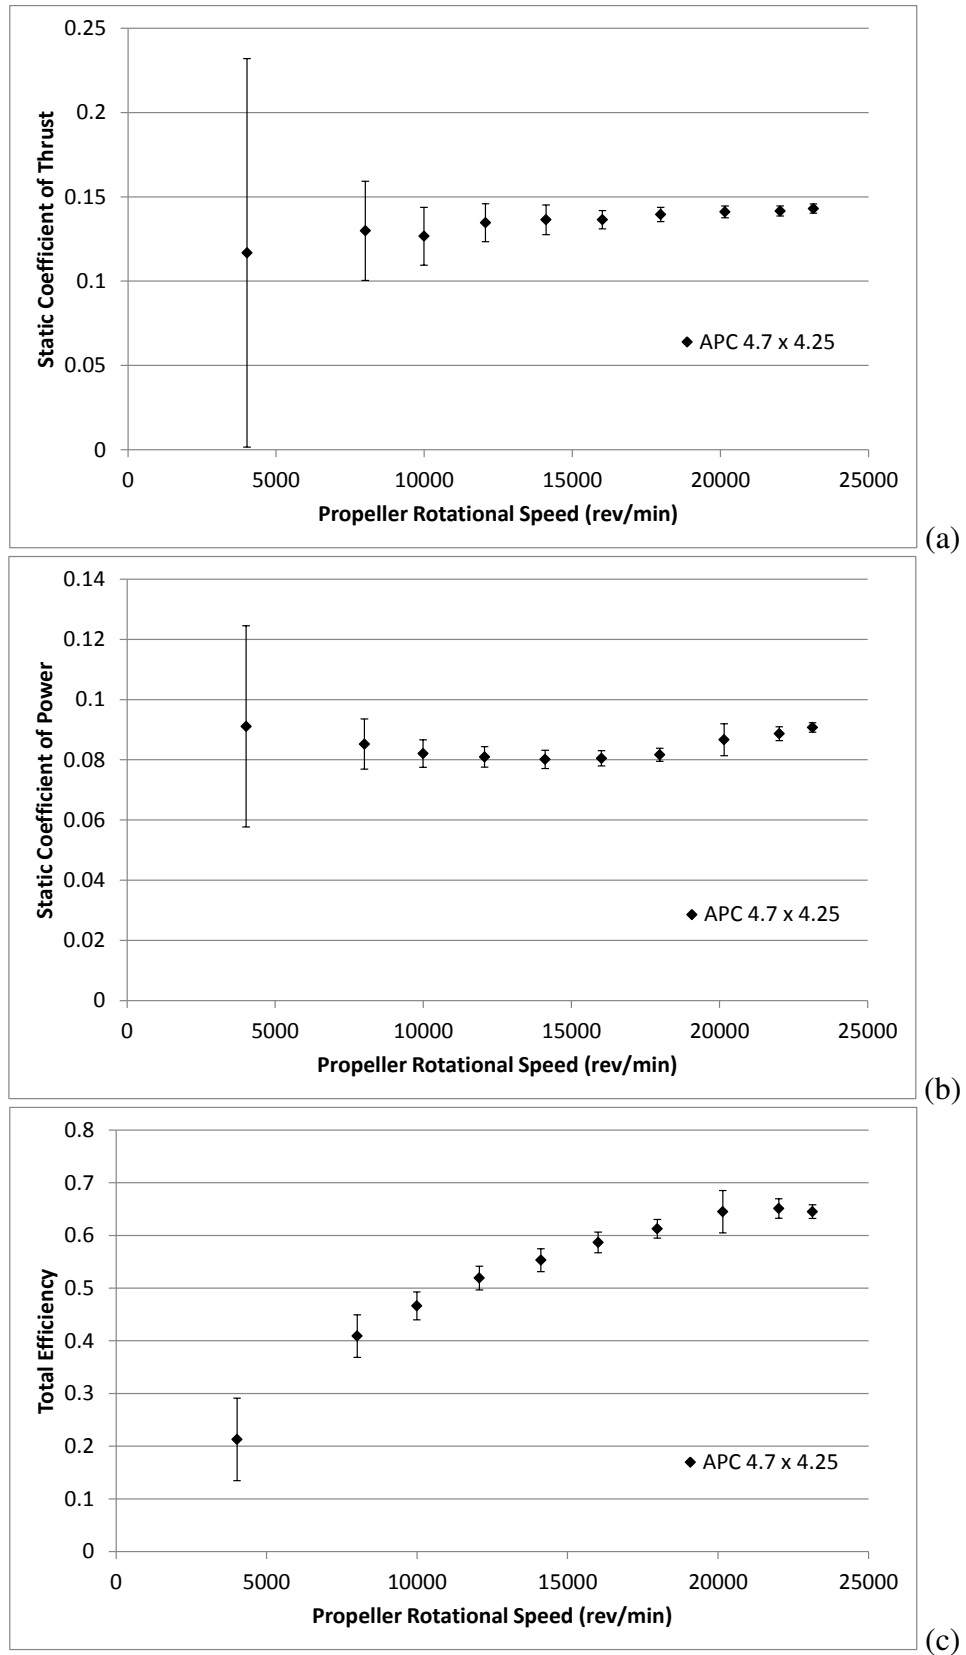 0.25
0.2
0.15
0.1
0.05
0
0 5000 10000 15000 20000 25000
Static Coefficient of Thrust
Propeller Rotational Speed (rev/min)
APC 4.7 x 4.25
(a)
0.14
0.12
0.1
0.08
0.06
0.04
0.02
0
0 5000 10000 15000 20000 25000
Static Coefficient of Power
Propeller Rotational Speed (rev/min)
APC 4.7 x 4.25
(b)
0.8
0.7
0.6
0.5
0.4
0.3
0.2
0.1
0
0 5000 10000 15000 20000 25000
Total Efficiency
Propeller Rotational Speed (rev/min)
APC 4.7 x 4.25
(c)